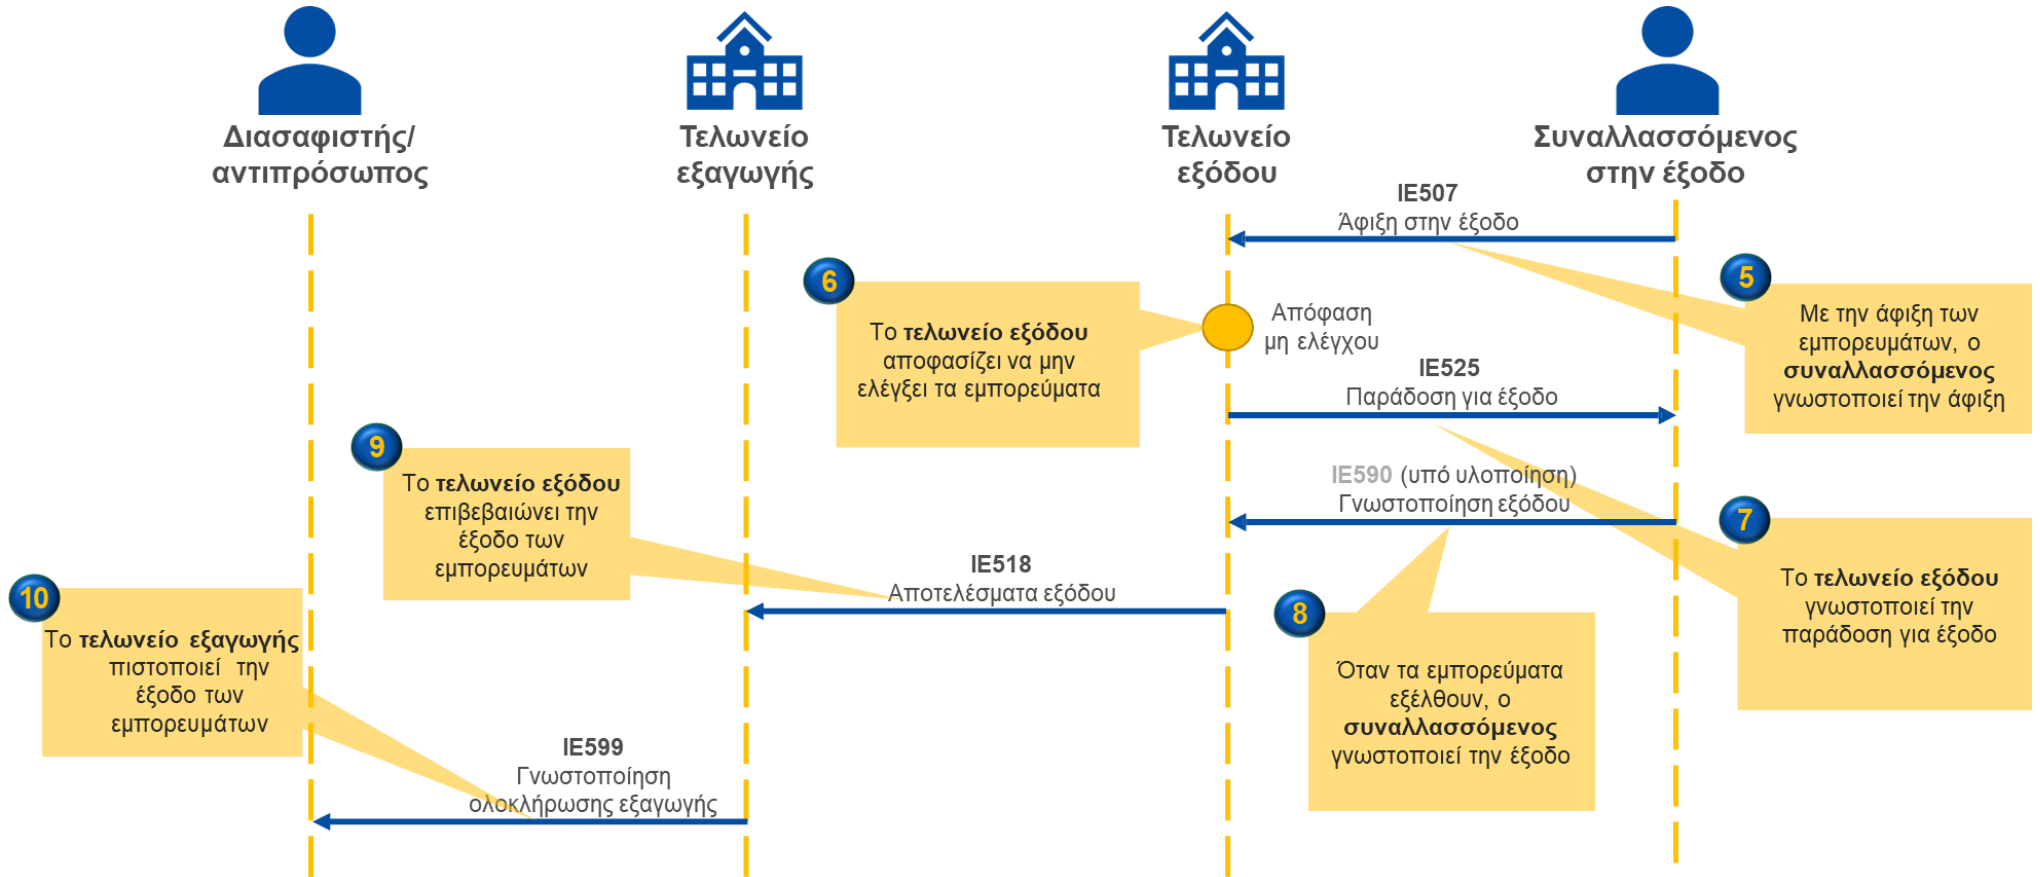 Διασαφιστής/
αντιπρόσωπος
Τελωνείο
εξαγωγής
Τελωνείο
εξόδου
Συναλλασσόμενος
στην έξοδο
IE507
Άφιξη στην έξοδο
5
Με την άφιξη των
εμπορευμάτων, ο
συναλλασσόμενος
γνωστοποιεί την άφιξη
6
Το τελωνείο εξόδου
αποφασίζει να μην
ελέγξει τα εμπορεύματα
Απόφαση
μη ελέγχου
IE525
Παράδοση για έξοδο
7
Το τελωνείο εξόδου
γνωστοποιεί την
παράδοση για έξοδο
IE590 (υπό υλοποίηση)
Γνωστοποίηση εξόδου
8
Όταν τα εμπορεύματα
εξέλθουν, ο
συναλλασσόμενος
γνωστοποιεί την έξοδο
9
Το τελωνείο εξόδου
επιβεβαιώνει την
έξοδο των
εμπορευμάτων
IE518
Αποτελέσματα εξόδου
10
Το τελωνείο εξαγωγής
πιστοποιεί την
έξοδο των
εμπορευμάτων
IE599
Γνωστοποίηση
ολοκλήρωσης εξαγωγής